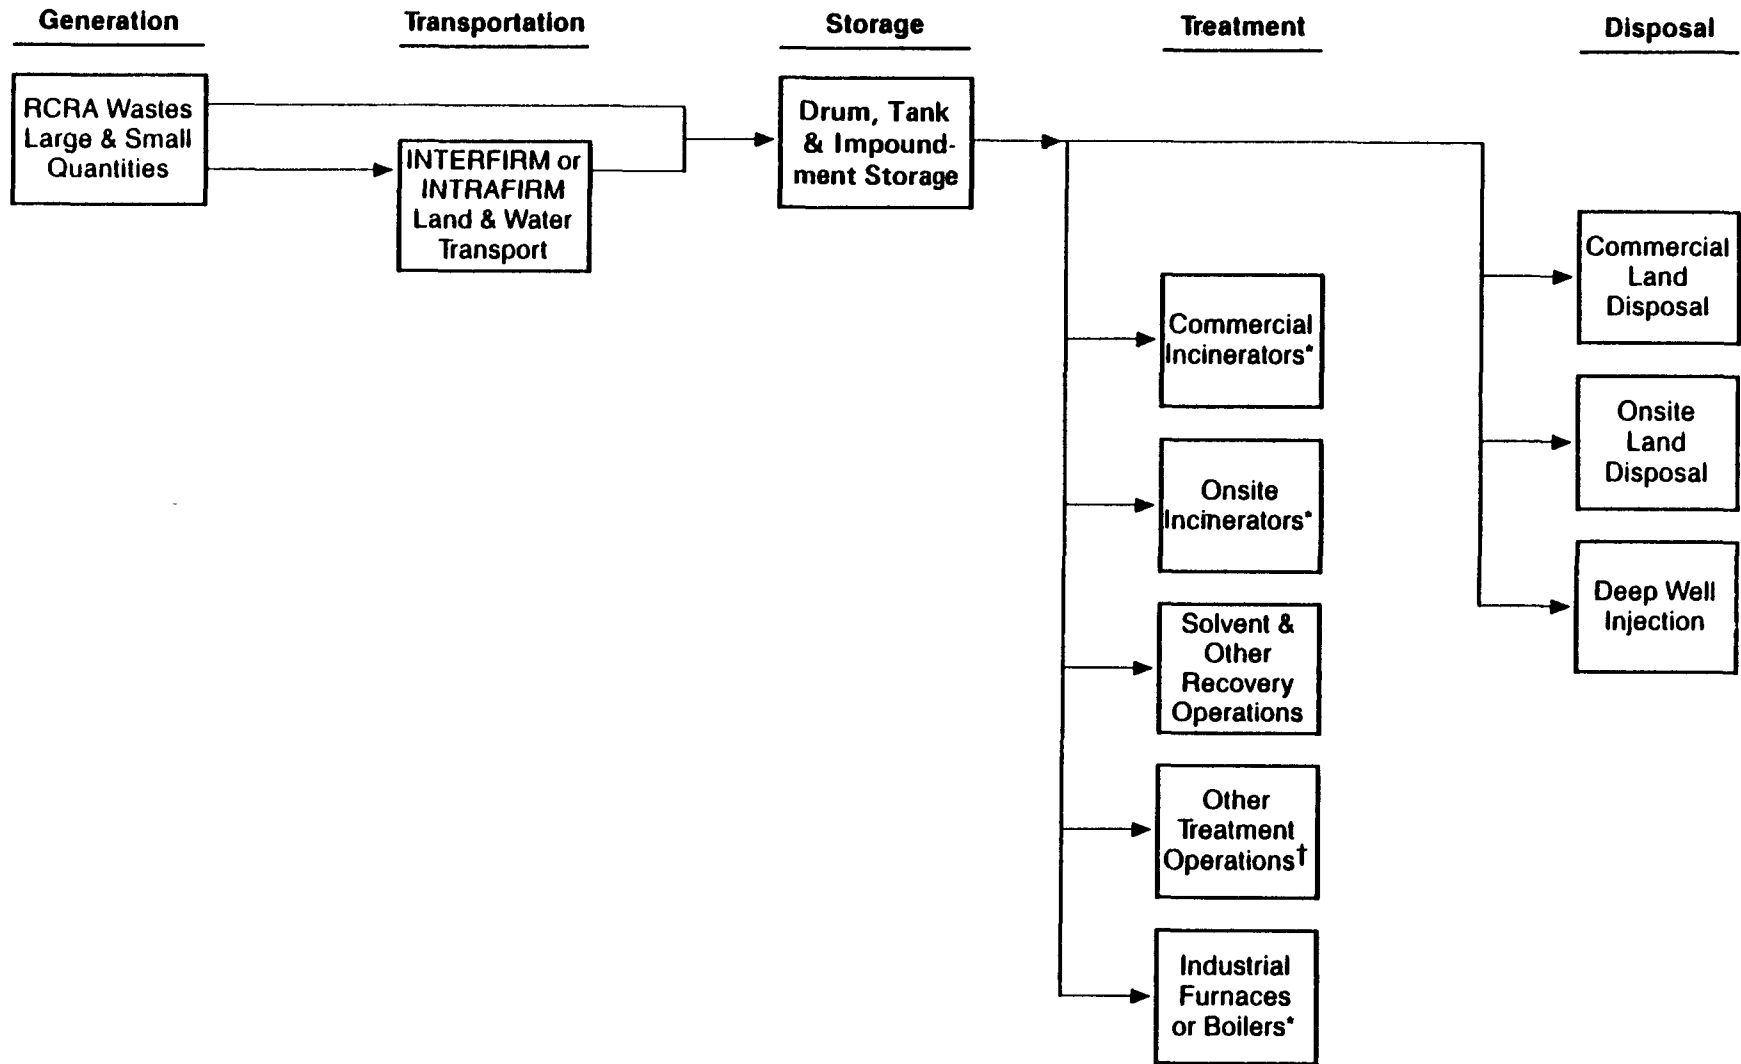 Generation
Transportation
Storage
Treatment
Disposal
RCRA Wastes
Large & Small
Quantities
INTERFIRM or
INTRAFIRM
Land & Water
Transport
Drum, Tank
& Impound-
ment Storage
Commercial
Incinerators*
Onsite
Incinerators*
Solvent &
Other
Recovery
Operations
Other
Treatment
Operations†
Industrial
Furnaces
or Boilers*
Commercial
Land
Disposal
Onsite
Land
Disposal
Deep Well
Injection